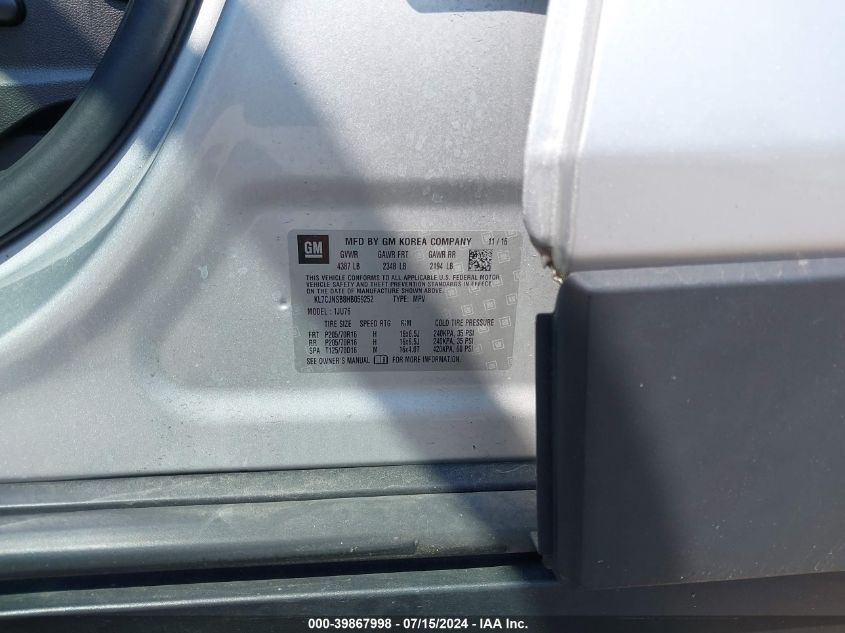 GM
MFD BY GM KOREA COMPANY 11/16
GVWR GAWR FRT GAWR RR
4387 LB 2348 LB 2194 LB
THIS VEHICLE CONFORMS TO ALL APPLICABLE U.S. FEDERAL MOTOR
VEHICLE SAFETY AND THEFT PREVENTION STANDARDS IN EFFECT
ON THE DATE OF MANUFACTURE SHOWN ABOVE.
KL7CJNSB8HB059252 TYPE: MPV
MODEL: 1JU76
TIRE SIZE SPEED RTG RIM COLD TIRE PRESSURE
FRT P205/70R16 H 16x6.5J 240KPA, 35 PSI
RR P205/70R16 H 16x6.5J 240KPA, 35 PSI
SPA T125/70D16 M 16x4.0T 420KPA, 60 PSI
SEE OWNER'S MANUAL FOR MORE INFORMATION.
000-39867998 - 07/15/2024 - IAA Inc.